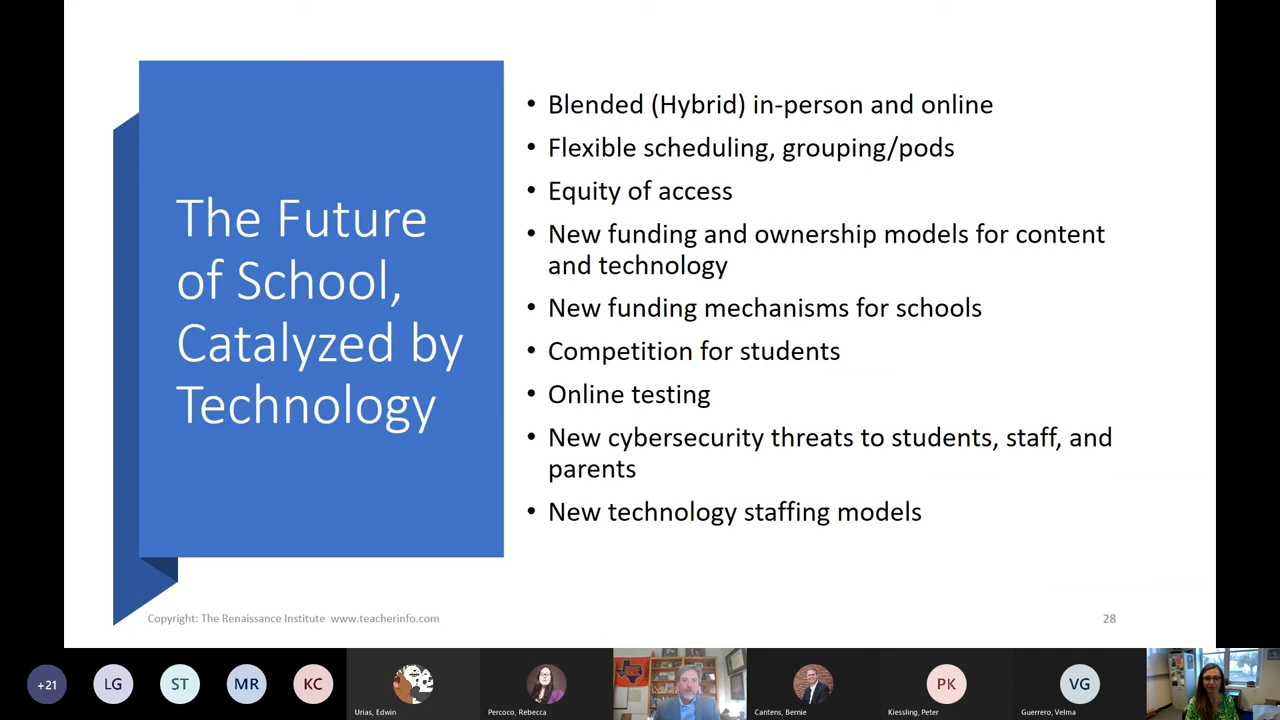 The Future
of School,
Catalyzed by
Technology
• Blended (Hybrid) in-person and online
• Flexible scheduling, grouping/pods
• Equity of access
• New funding and ownership models for content
and technology
• New funding mechanisms for schools
• Competition for students
• Online testing
• New cybersecurity threats to students, staff, and
parents
• New technology staffing models
Copyright: The Renaissance Institute www.teacherinfo.com
28
+21
LG
ST
MR
KC
Urias, Edwin
Percoco, Rebecca
Cantens, Bernie
PK
Kiessling, Peter
VG
Guerrero, Velma